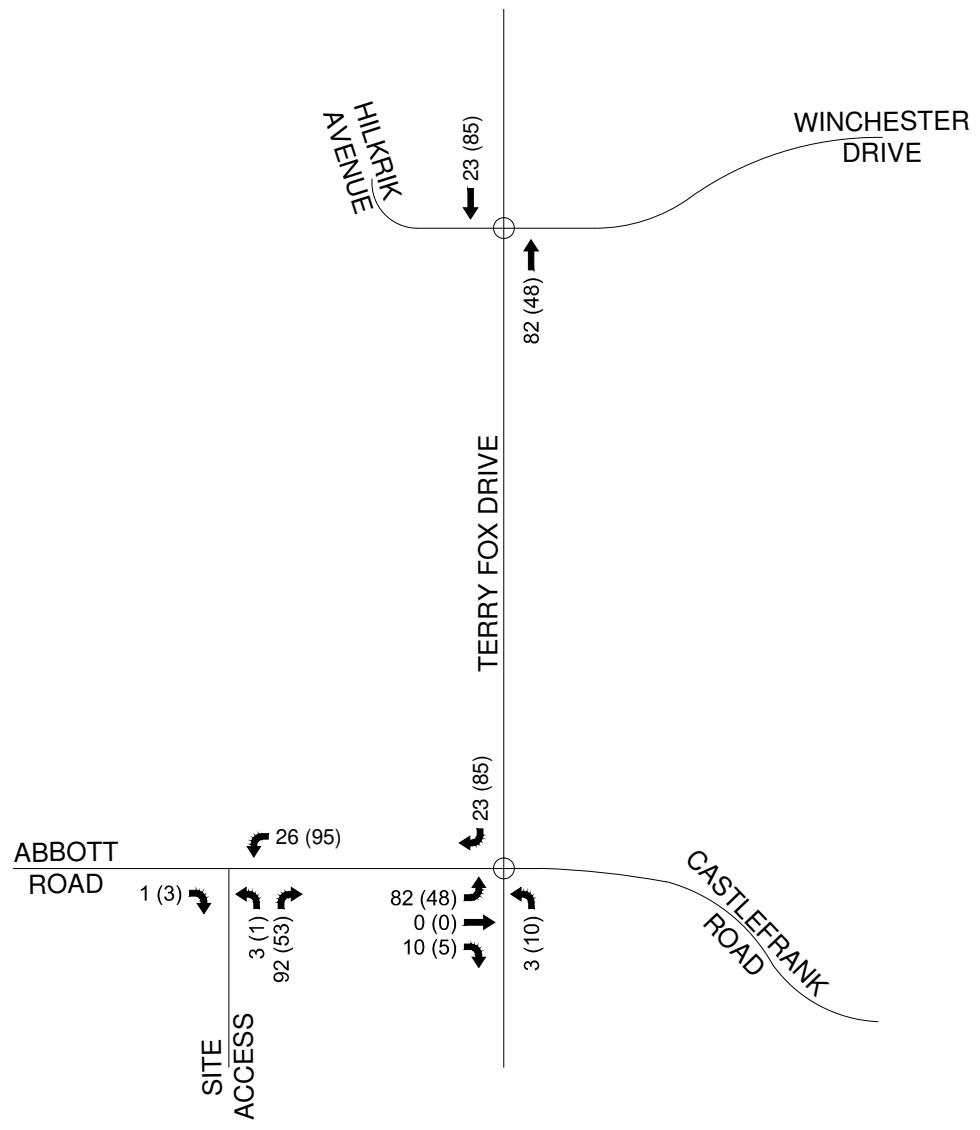 HILKRIK
AVENUE
23 (85)
WINCHESTER
DRIVE
82 (48)
TERRY FOX DRIVE
23 (85)
26 (95)
ABBOTT
ROAD
1 (3)
3 (1)
92 (53)
82 (48)
0 (0)
10 (5)
3 (10)
CASTLEFRANK
ROAD
SITE
ACCESS